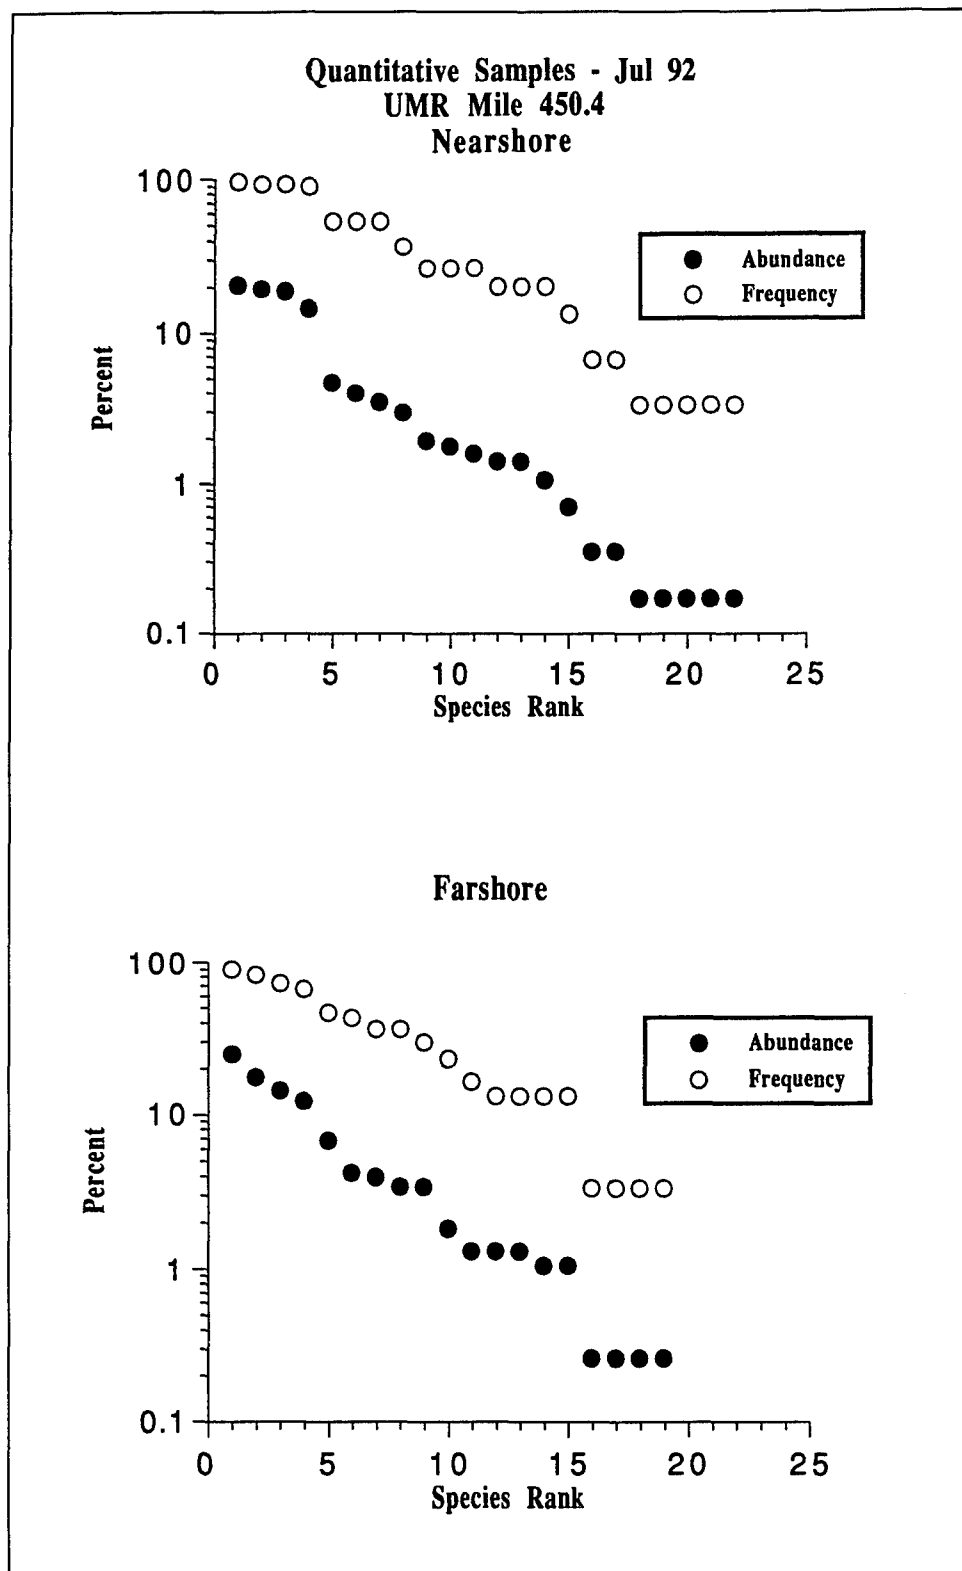 Quantitative Samples - Jul 92
UMR Mile 450.4
Nearshore
100
10
1
0.1
Percent
Abundance
Frequency
0 5 10 15 20 25
Species Rank
Farshore
100
10
1
0.1
Percent
Abundance
Frequency
0 5 10 15 20 25
Species Rank